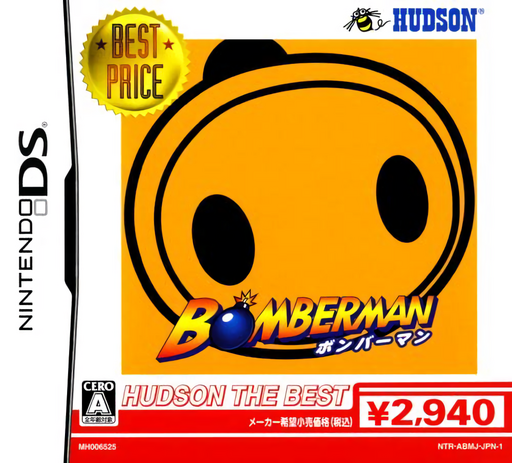 BEST
PRICE
HUDSON®
NINTENDO DS®
BOMBERMAN
ボンバーマン
CERO
A
全年齢対象
HUDSON THE BEST
メーカー希望小売価格(税込)
¥2,940
MH006525
NTR-ABMJ-JPN-1